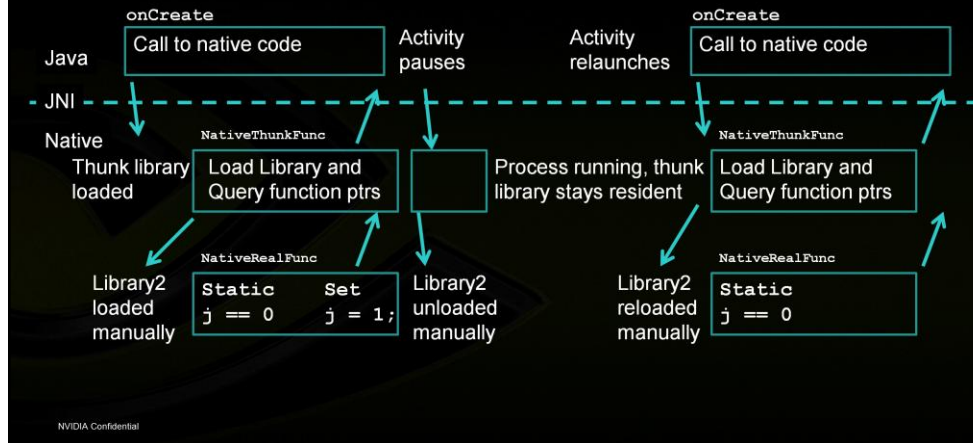 onCreate
Call to native code
Java
Activity
pauses
Activity
relaunches
onCreate
Call to native code
JNI
Native
Thunk library
loaded
NativeThunkFunc
Load Library and
Query function ptrs
Process running, thunk
library stays resident
NativeThunkFunc
Load Library and
Query function ptrs
Library2
loaded
manually
NativeRealFunc
Static Set
j == 0 j = 1;
Library2
unloaded
manually
Library2
reloaded
manually
NativeRealFunc
Static
j == 0
NVIDIA Confidential